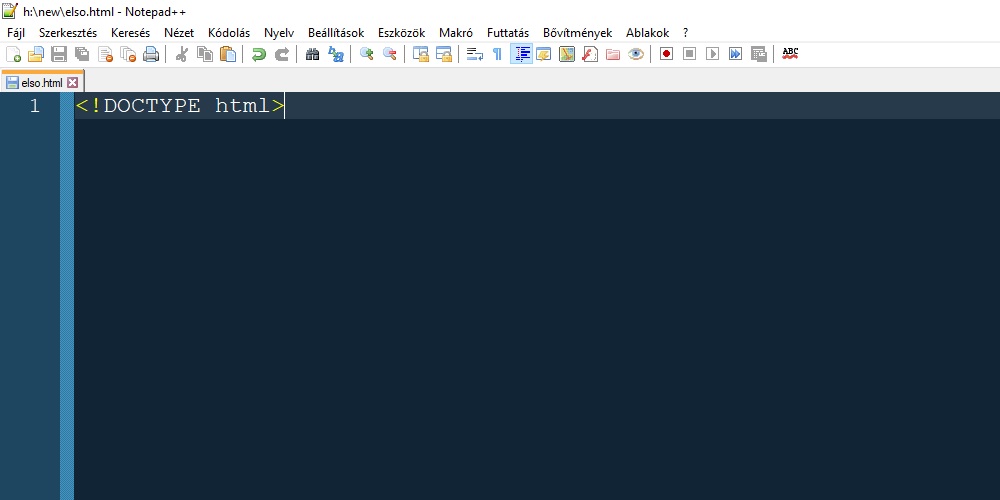 h:\new\elso.html - Notepad++
Fájl Szerkesztés Keresés Nézet Kódolás Nyelv Beállítások Eszközök Makró Futtatás Bővítmények Ablakok ?
ABC
elso.html
1 <!DOCTYPE html>